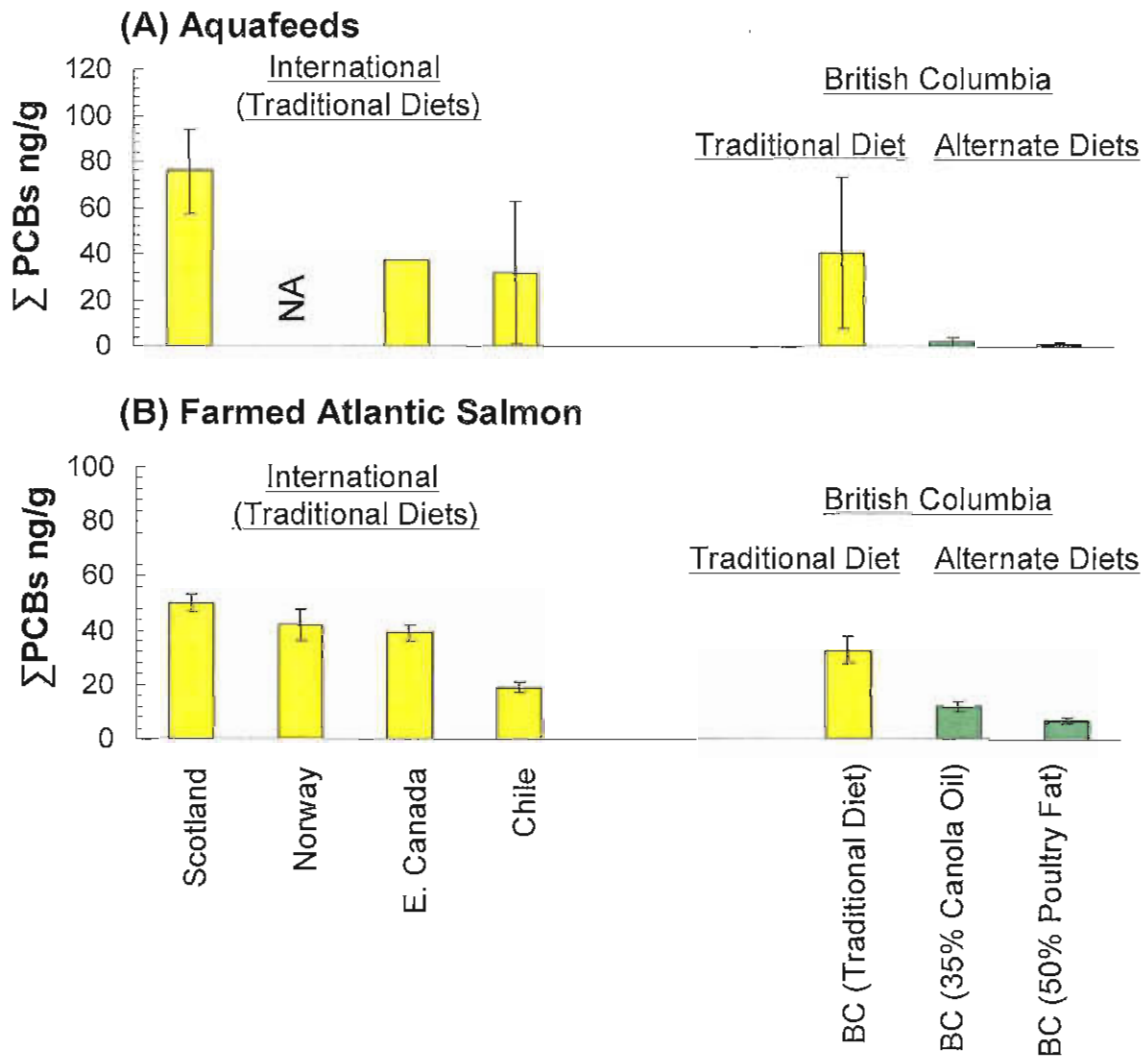 (A) Aquafeeds
International
(Traditional Diets)
British Columbia
Traditional Diet
Alternate Diets
∑ PCBs ng/g
120
100
80
60
40
20
0
NA
(B) Farmed Atlantic Salmon
International
(Traditional Diets)
British Columbia
Traditional Diet
Alternate Diets
∑PCBs ng/g
100
80
60
40
20
0
Scotland
Norway
E. Canada
Chile
BC (Traditional Diet)
BC (35% Canola Oil)
BC (50% Poultry Fat)